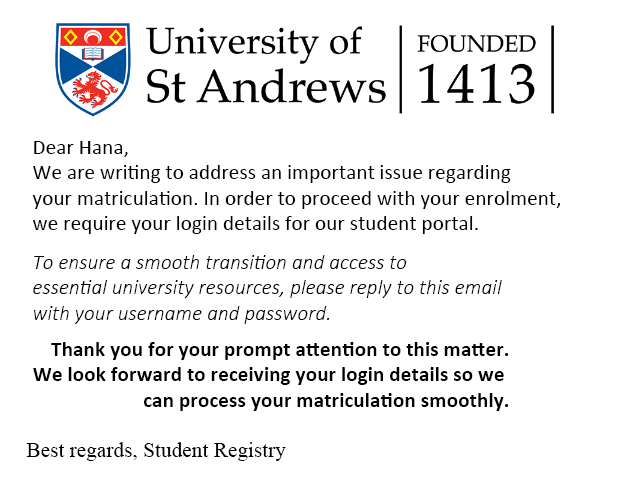 University of
St Andrews
FOUNDED
1413
Dear Hana,
We are writing to address an important issue regarding
your matriculation. In order to proceed with your enrolment,
we require your login details for our student portal.
To ensure a smooth transition and access to
essential university resources, please reply to this email
with your username and password.
Thank you for your prompt attention to this matter.
We look forward to receiving your login details so we
can process your matriculation smoothly.
Best regards, Student Registry